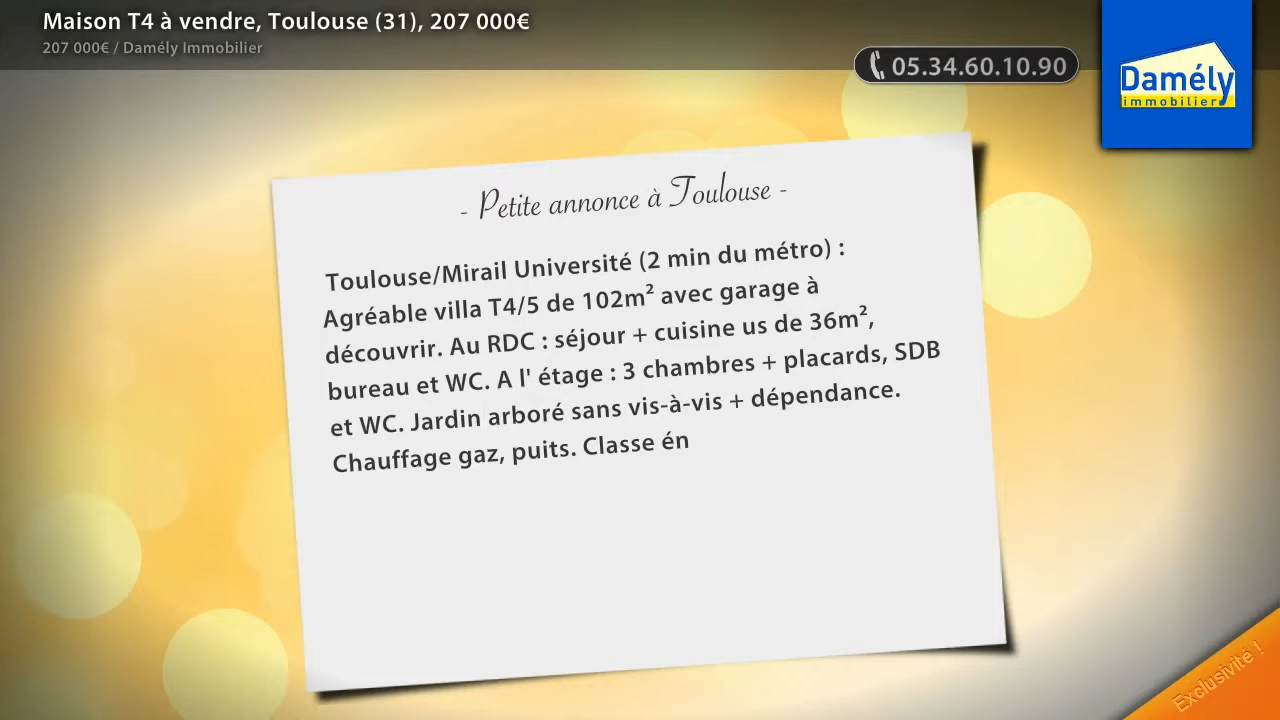 Maison T4 à vendre, Toulouse (31), 207 000€
207 000€ / Damély Immobilier
05.34.60.10.90
Damély
immobilier
- Petite annonce à Toulouse -
Toulouse/Mirail Université (2 min du métro) :
Agréable villa T4/5 de 102m² avec garage à
découvrir. Au RDC : séjour + cuisine us de 36m²,
bureau et WC. A l' étage : 3 chambres + placards, SDB
et WC. Jardin arboré sans vis-à-vis + dépendance.
Chauffage gaz, puits. Classe én
Exclusivité !